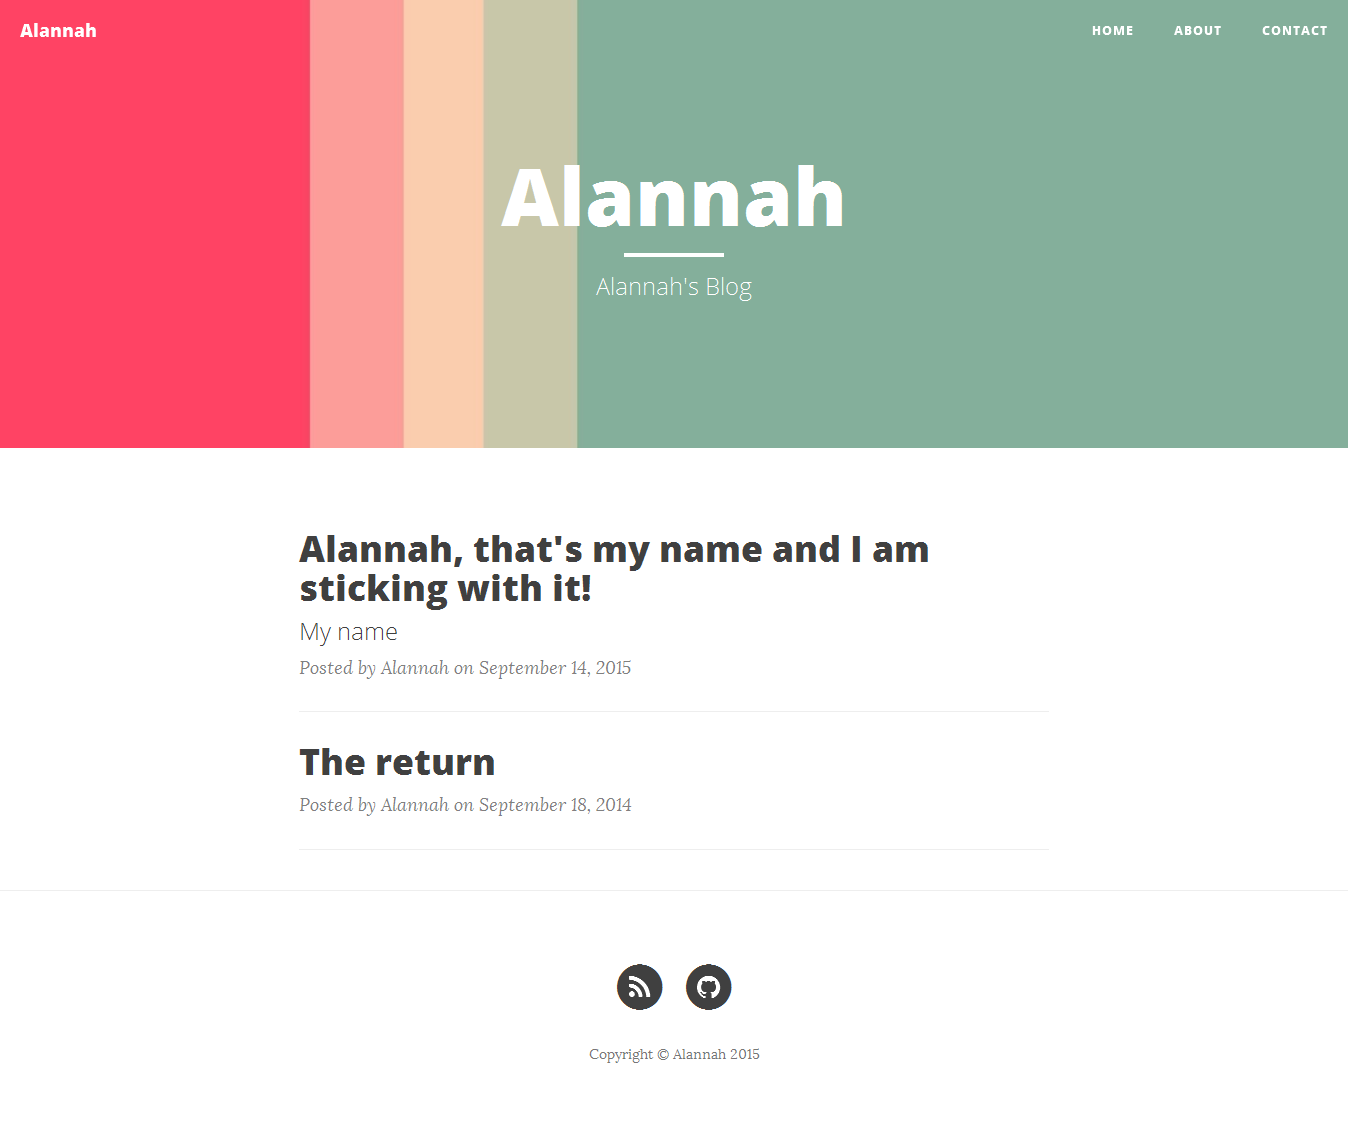 Alannah
HOME
ABOUT
CONTACT
Alannah
Alannah's Blog
Alannah, that's my name and I am
sticking with it!
My name
Posted by Alannah on September 14, 2015
The return
Posted by Alannah on September 18, 2014
Copyright © Alannah 2015